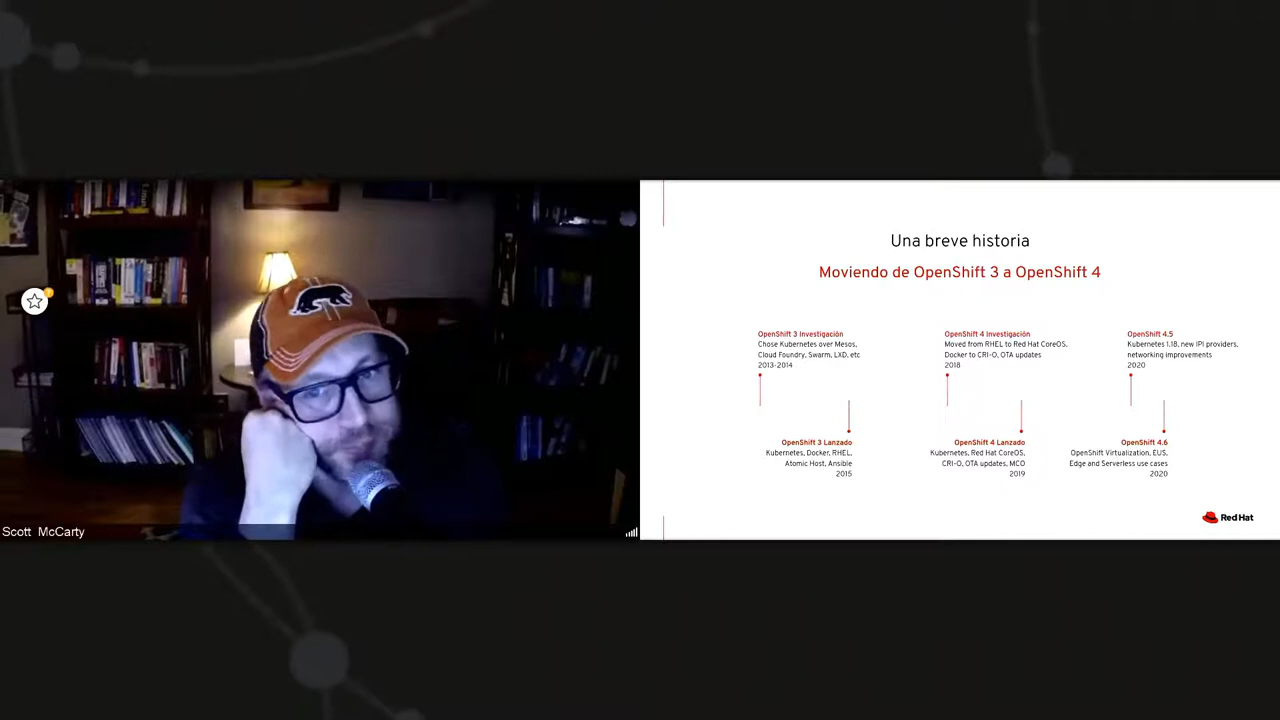 Scott McCarty
Una breve historia
Moviendo de OpenShift 3 a OpenShift 4
OpenShift 3 Investigación
Chose Kubernetes over Mesos,
Cloud Foundry, Swarm, LXD, etc
2013-2014
OpenShift 4 Investigación
Moved from RHEL to Red Hat CoreOS,
Docker to CRI-O, OTA updates
2018
OpenShift 4.5
Kubernetes 1.18, new IPI providers,
networking improvements
2020
OpenShift 3 Lanzado
Kubernetes, Docker, RHEL,
Atomic Host, Ansible
2015
OpenShift 4 Lanzado
Kubernetes, Red Hat CoreOS,
CRI-O, OTA updates, MCO
2019
OpenShift 4.6
OpenShift Virtualization, EUS,
Edge and Serverless use cases
2020
Red Hat